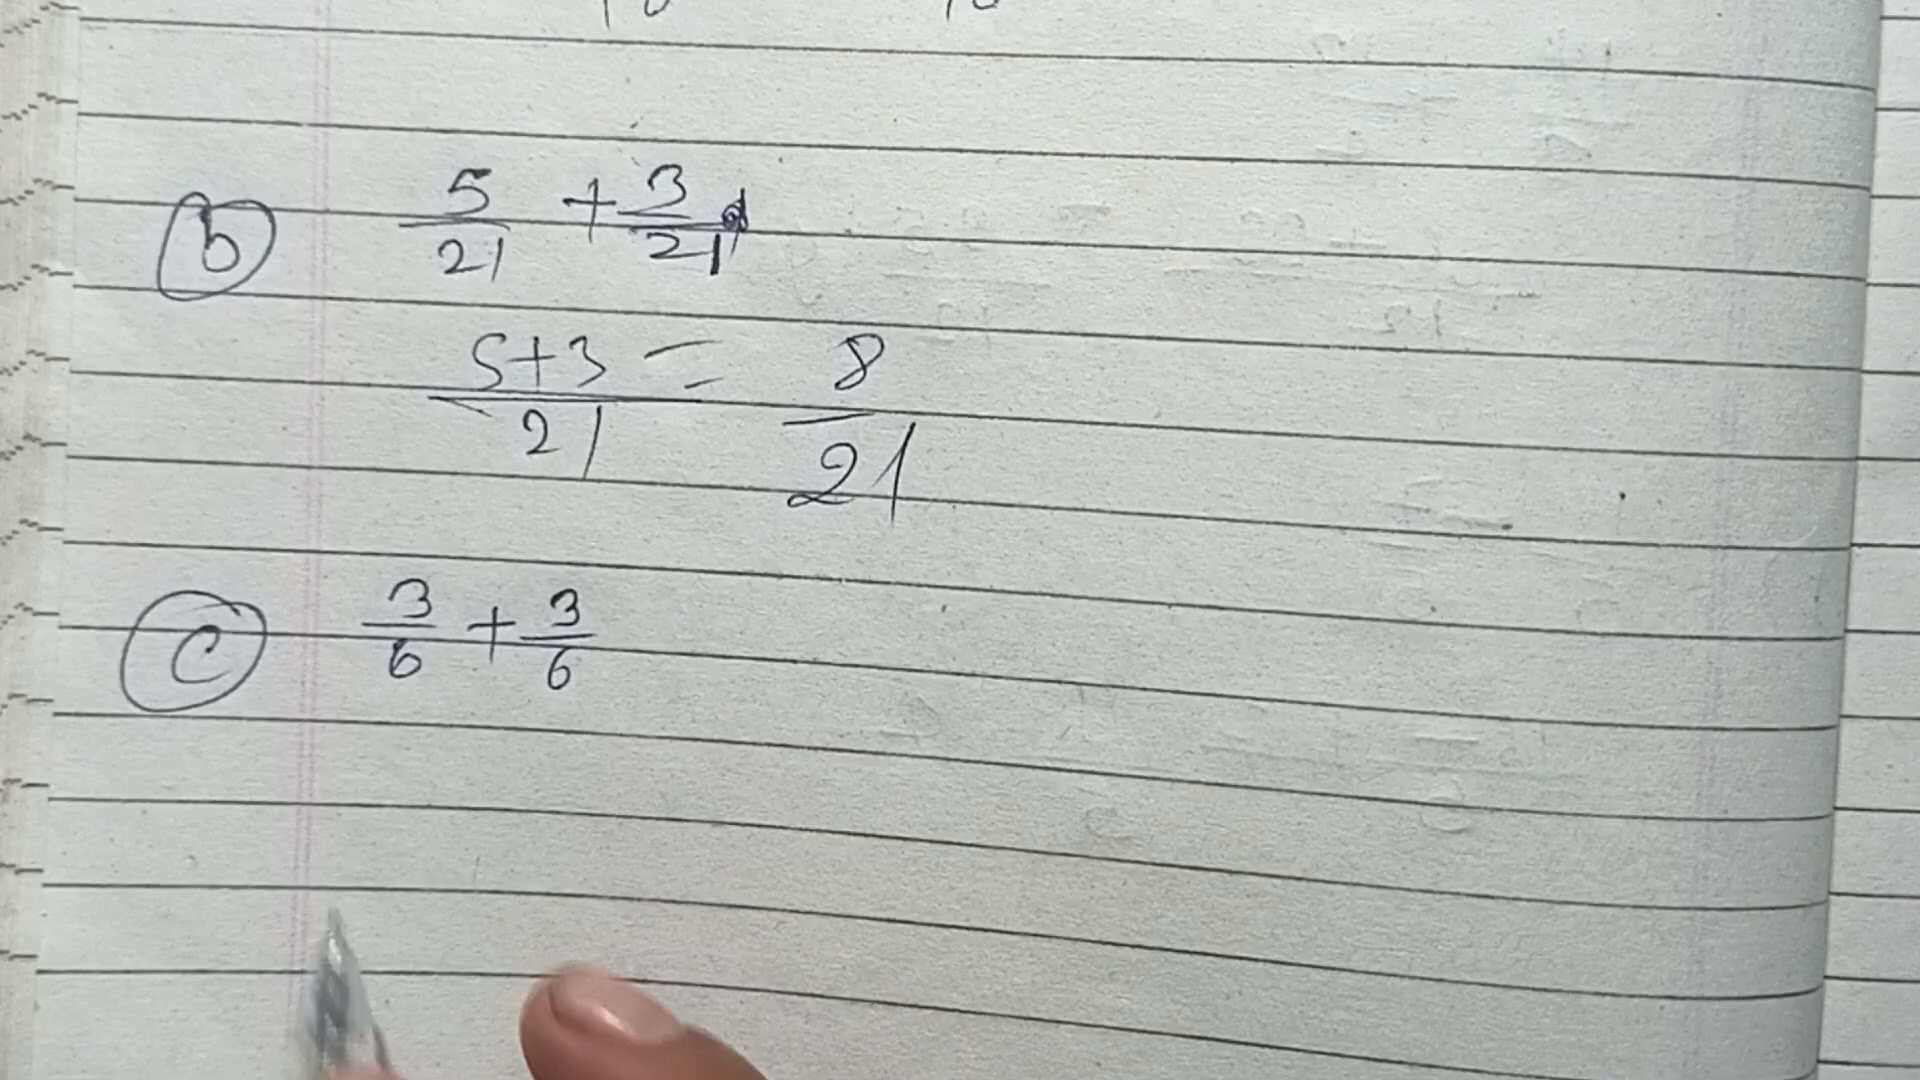 b 5/21 + 3/21
5+3/21 = 8/21
c 3/6 + 3/6